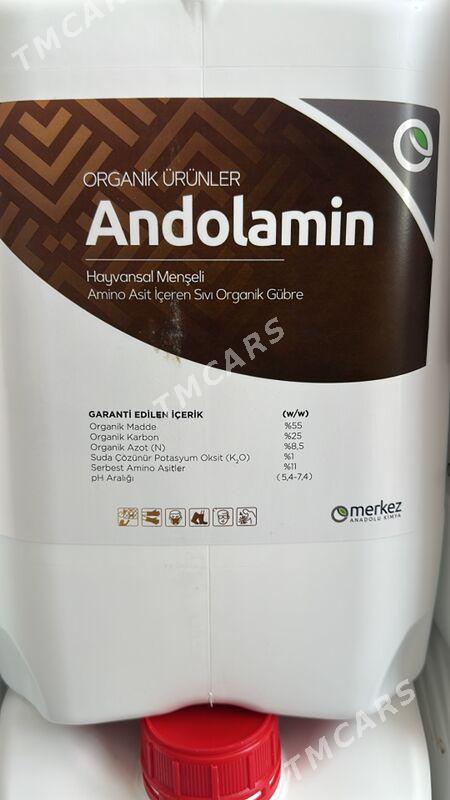 TMCARS
ORGANİK ÜRÜNLER
Andolamin
Hayvansal Menşeli
Amino Asit İçeren Sıvı Organik Gübre
TMCARS
GARANTİ EDİLEN İÇERİK (w/w)
Organik Madde %55
Organik Karbon %25
Organik Azot (N) %8,5
Suda Çözünür Potasyum Oksit (K₂O) %1
Serbest Amino Asitler %11
pH Aralığı (5,4-7,4)
merkez
ANADOLU KİMYA
TMCARS